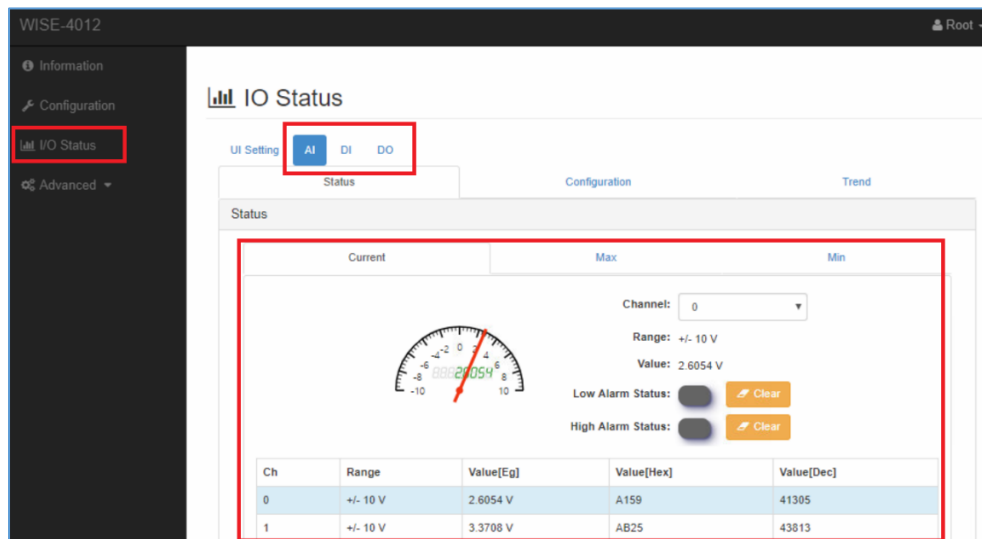 WISE-4012
Root
Information
Configuration
I/O Status
Advanced
IO Status
UI Setting AI DI DO
Status Configuration Trend
Status
Current Max Min
Channel: 0
Range: +/- 10 V
Value: 2.6054 V
Low Alarm Status: Clear
High Alarm Status: Clear
-10 -8 -6 -4 -2 0 2 4 6 8 10
26054
Ch Range Value[Eg] Value[Hex] Value[Dec]
0 +/- 10 V 2.6054 V A159 41305
1 +/- 10 V 3.3708 V AB25 43813